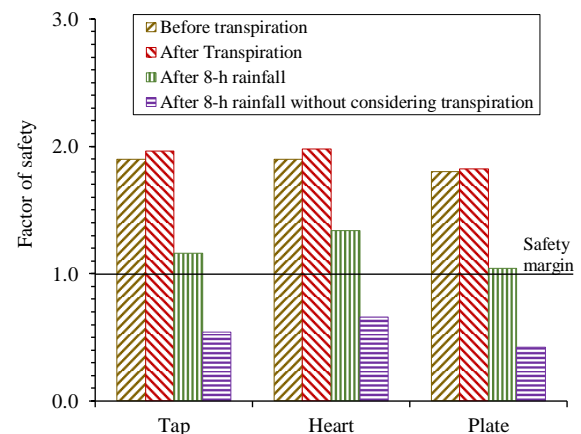 3.0
2.0
1.0
0.0
Factor of safety
Before transpiration
After Transpiration
After 8-h rainfall
After 8-h rainfall without considering transpiration
Safety
margin
Tap
Heart
Plate